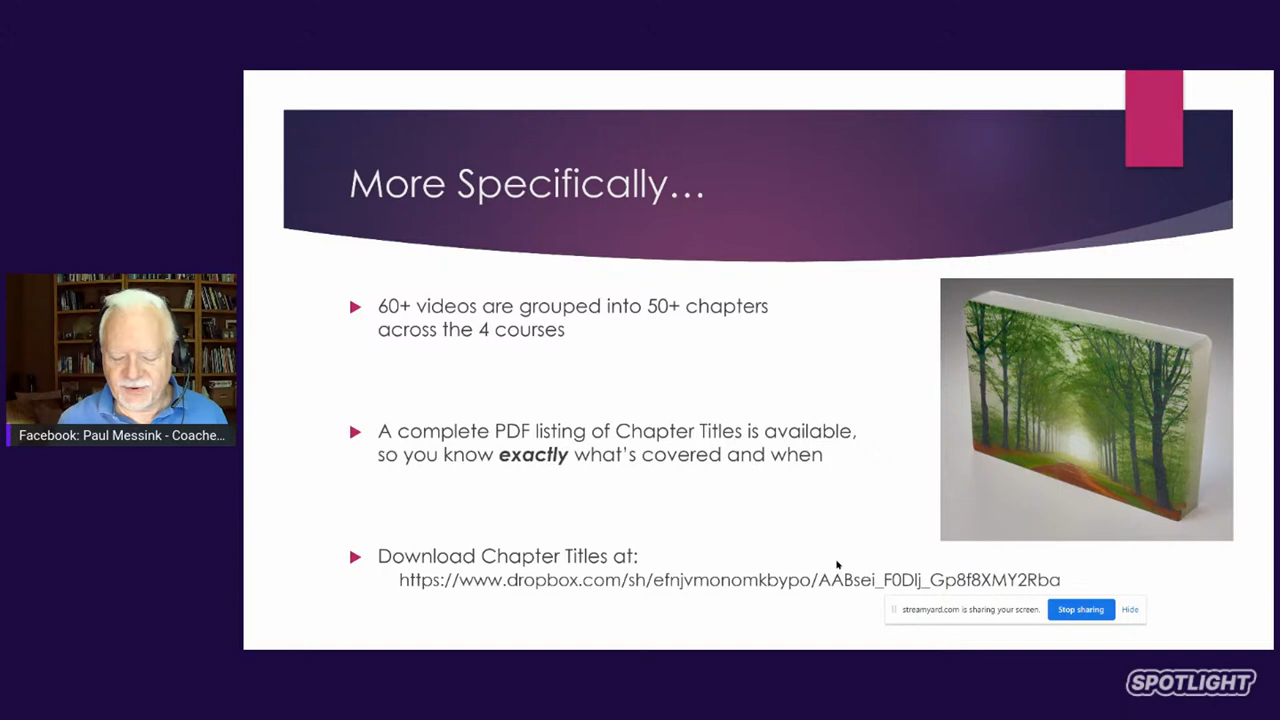 More Specifically...
60+ videos are grouped into 50+ chapters
across the 4 courses
A complete PDF listing of Chapter Titles is available,
so you know exactly what's covered and when
Download Chapter Titles at:
https://www.dropbox.com/sh/efnjvmonomkbypo/AABsei_F0Dlj_Gp8f8XMY2Rba
streamyard.com is sharing your screen. Stop sharing Hide
Facebook: Paul Messink - Coache...
SPOTLIGHT